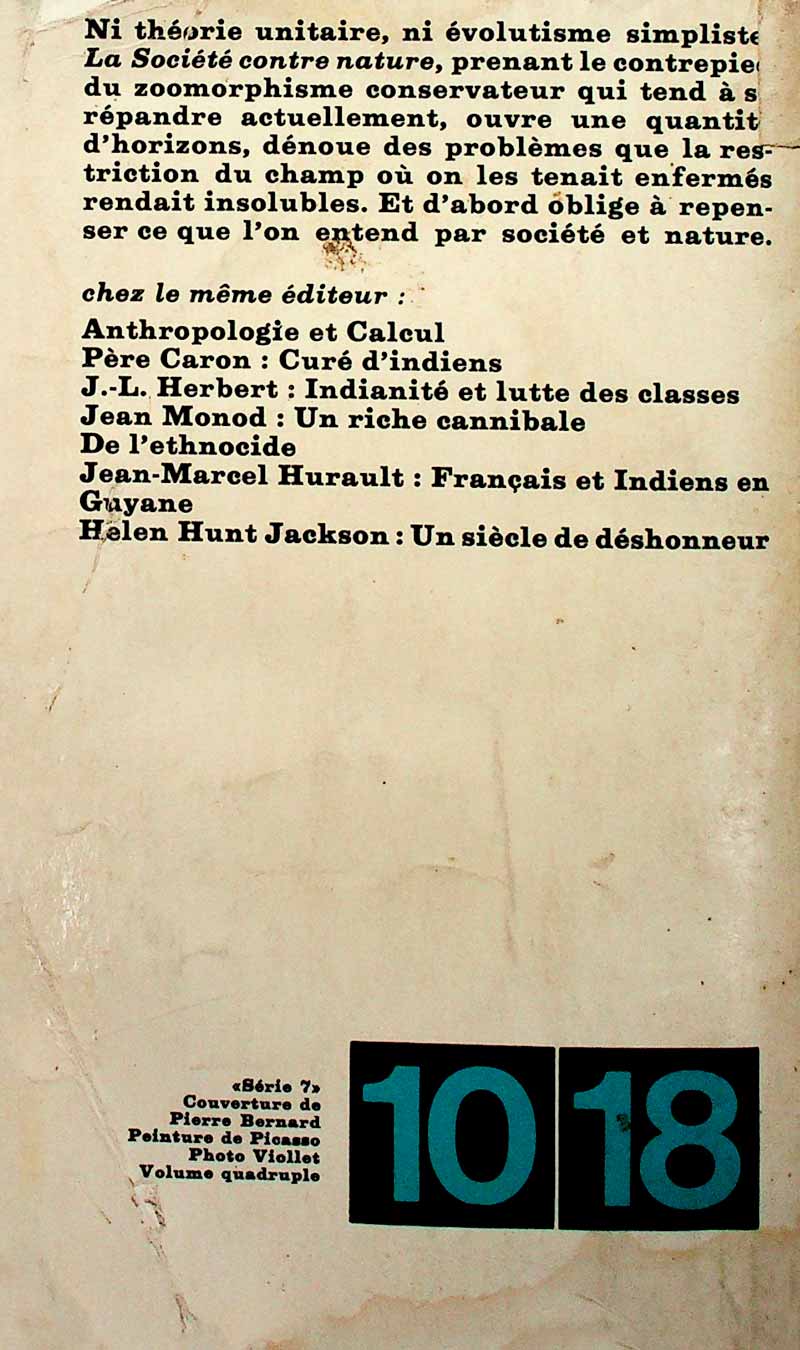 Ni théorie unitaire, ni évolutisme simpliste
La Société contre nature, prenant le contrepied
du zoomorphisme conservateur qui tend à s
répandre actuellement, ouvre une quantit
d'horizons, dénoue des problèmes que la res-
triction du champ où on les tenait enfermés
rendait insolubles. Et d'abord oblige à repen-
ser ce que l'on entend par société et nature.
chez le même éditeur :
Anthropologie et Calcul
Père Caron : Curé d'indiens
J.-L. Herbert : Indianité et lutte des classes
Jean Monod : Un riche cannibale
De l'ethnocide
Jean-Marcel Hurault : Français et Indiens en
Guyane
Helen Hunt Jackson : Un siècle de déshonneur
«Série 7»
Couverture de
Pierre Bernard
Peinture de Picasso
Photo Viollet
Volume quadruple
10 18